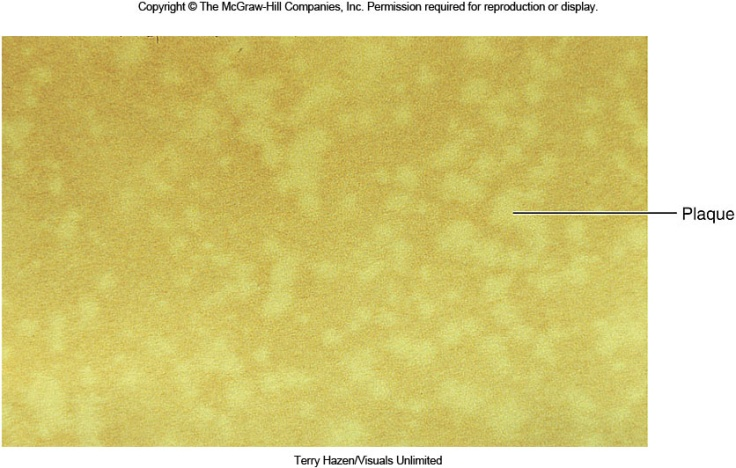 Copyright © The McGraw-Hill Companies, Inc. Permission required for reproduction or display.
Plaque
Terry Hazen/Visuals Unlimited